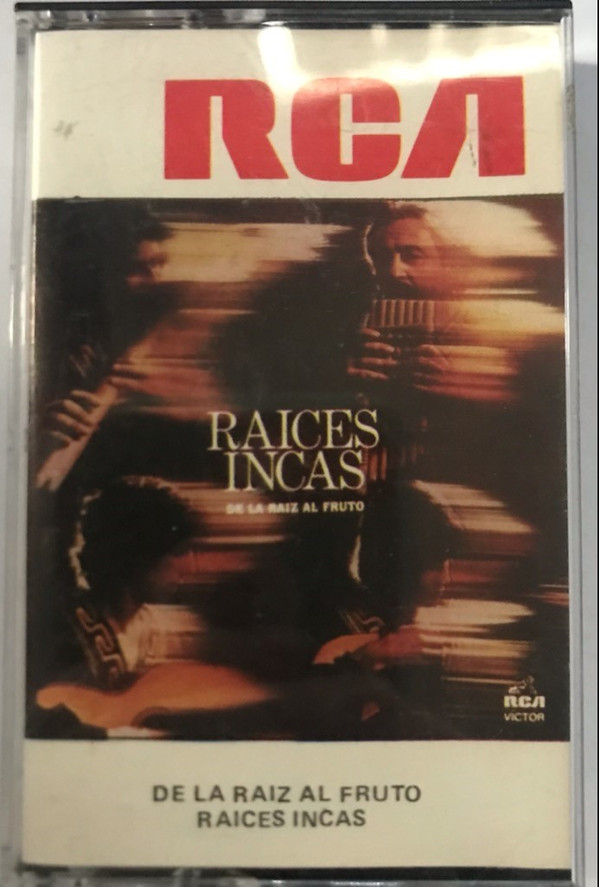 RCA
RAICES
INCAS
DE LA RAIZ AL FRUTO
RCA
VICTOR
DE LA RAIZ AL FRUTO
RAICES INCAS